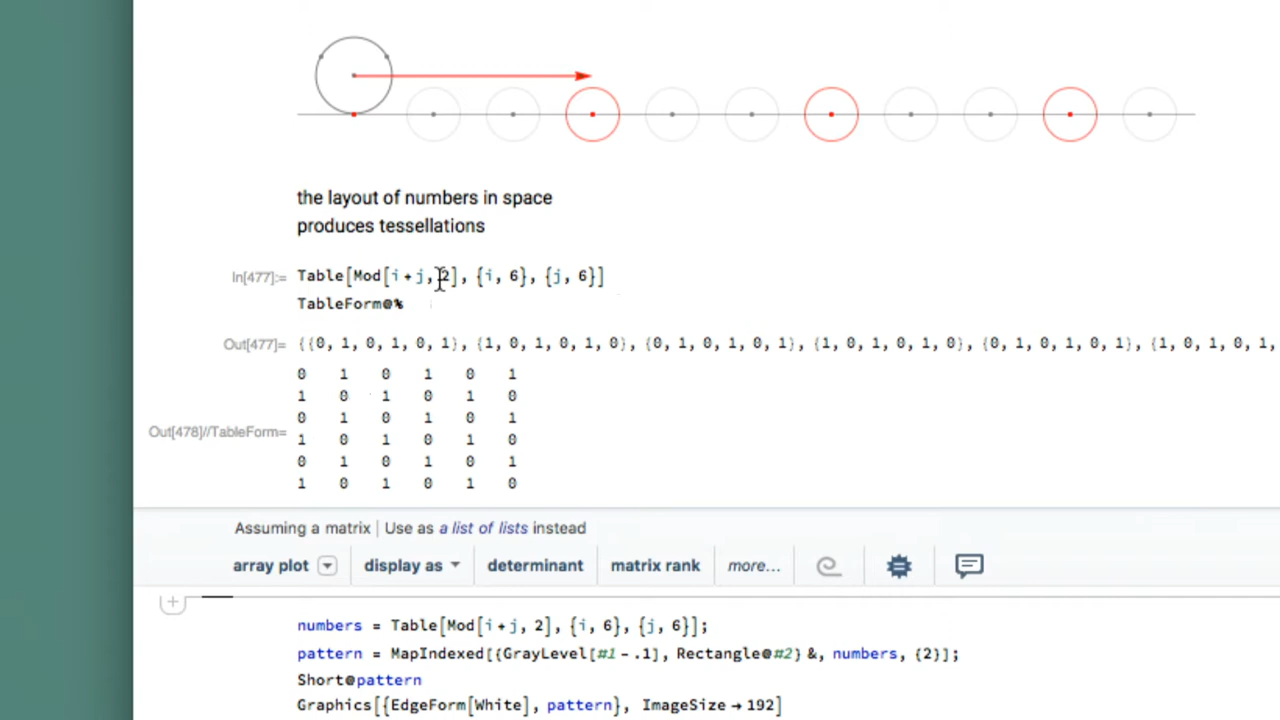 the layout of numbers in space
produces tessellations
In[477]:= Table[Mod[i + j, 2], {i, 6}, {j, 6}]
TableForm@%
Out[477]= {{0, 1, 0, 1, 0, 1}, {1, 0, 1, 0, 1, 0}, {0, 1, 0, 1, 0, 1}, {1, 0, 1, 0, 1, 0}, {0, 1, 0, 1, 0, 1}, {1, 0, 1, 0, 1,
0 1 0 1 0 1
1 0 1 0 1 0
0 1 0 1 0 1
Out[478]//TableForm=
1 0 1 0 1 0
0 1 0 1 0 1
1 0 1 0 1 0
Assuming a matrix | Use as a list of lists instead
array plot display as determinant matrix rank more...
numbers = Table[Mod[i + j, 2], {i, 6}, {j, 6}];
pattern = MapIndexed[{GrayLevel[#1 - .1], Rectangle@#2} &, numbers, {2}];
Short@pattern
Graphics[{EdgeForm[White], pattern}, ImageSize → 192]